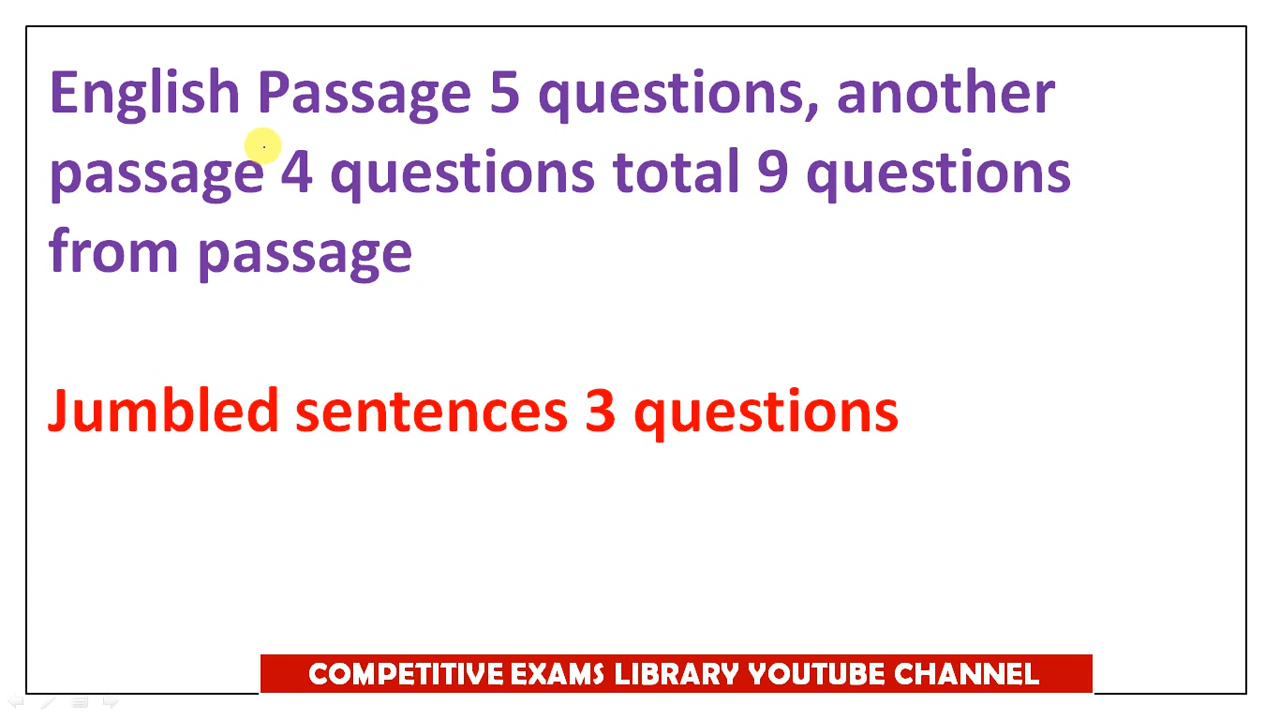 English Passage 5 questions, another
passage 4 questions total 9 questions
from passage
Jumbled sentences 3 questions
COMPETITIVE EXAMS LIBRARY YOUTUBE CHANNEL